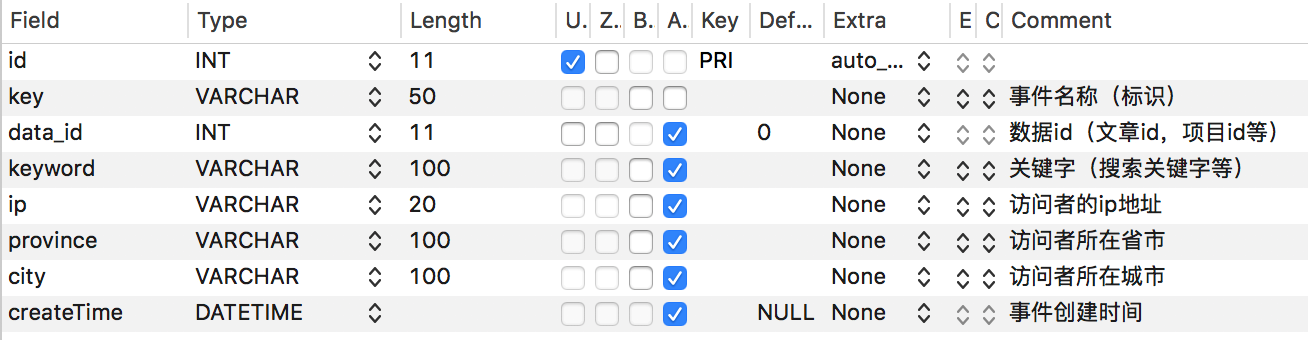 Field Type Length U. Z. B. A. Key Def... Extra E C Comment
id INT 11 PRI auto_...
key VARCHAR 50 None 事件名称（标识）
data_id INT 11 0 None 数据id（文章id，项目id等）
keyword VARCHAR 100 None 关键字（搜索关键字等）
ip VARCHAR 20 None 访问者的ip地址
province VARCHAR 100 None 访问者所在省市
city VARCHAR 100 None 访问者所在城市
createTime DATETIME NULL None 事件创建时间